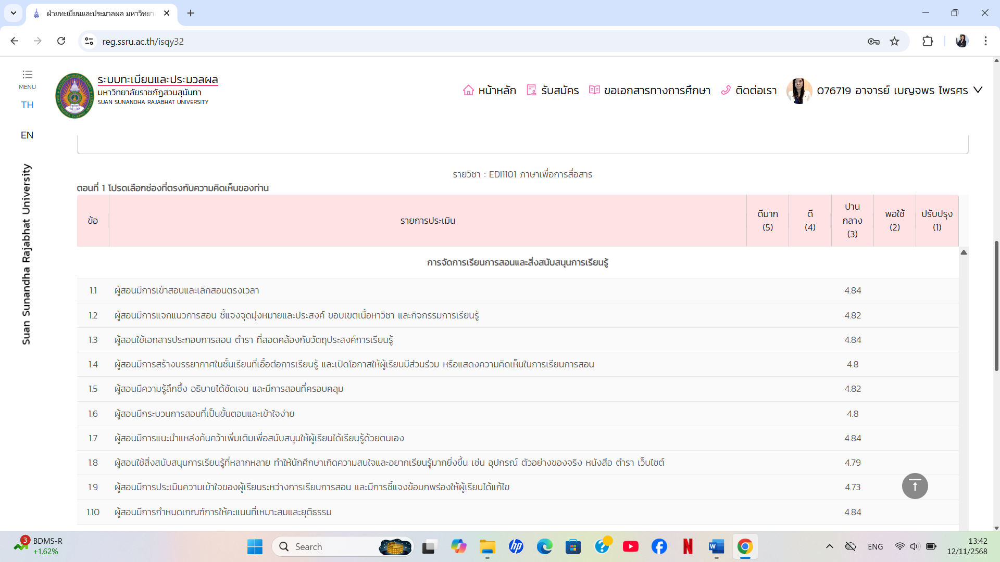 ฝ่ายทะเบียนและประมวลผล มหาวิทยา
reg.ssru.ac.th/isqy32
MENU
TH
EN
Suan Sunandha Rajabhat University
ระบบทะเบียนและประมวลผล
มหาวิทยาลัยราชภัฏสวนสุนันทา
SUAN SUNANDHA RAJABHAT UNIVERSITY
หน้าหลัก รับสมัคร ขอเอกสารทางการศึกษา ติดต่อเรา 076719 อาจารย์ เบญจพร ไพรศร
รายวิชา : EDI1101 ภาษาเพื่อการสื่อสาร
ตอนที่ 1 โปรดเลือกช่องที่ตรงกับความคิดเห็นของท่าน
ข้อ รายการประเมิน ดีมาก (5) ดี (4) ปานกลาง (3) พอใช้ (2) ปรับปรุง (1)
การจัดการเรียนการสอนและสิ่งสนับสนุนการเรียนรู้
1.1 ผู้สอนมีการเข้าสอนและเลิกสอนตรงเวลา 4.84
1.2 ผู้สอนมีการแจกแนวการสอน ชี้แจงจุดมุ่งหมายและประสงค์ ขอบเขตเนื้อหาวิชา และกิจกรรมการเรียนรู้ 4.82
1.3 ผู้สอนใช้เอกสารประกอบการสอน ตำรา ที่สอดคล้องกับวัตถุประสงค์การเรียนรู้ 4.84
1.4 ผู้สอนมีการสร้างบรรยากาศในชั้นเรียนที่เอื้อต่อการเรียนรู้ และเปิดโอกาสให้ผู้เรียนมีส่วนร่วม หรือแสดงความคิดเห็นในการเรียนการสอน 4.8
1.5 ผู้สอนมีความรู้ลึกซึ้ง อธิบายได้ชัดเจน และมีการสอนที่ครอบคลุม 4.82
1.6 ผู้สอนมีกระบวนการสอนที่เป็นขั้นตอนและเข้าใจง่าย 4.8
1.7 ผู้สอนมีการแนะนำแหล่งค้นคว้าเพิ่มเติมเพื่อสนับสนุนให้ผู้เรียนได้เรียนรู้ด้วยตนเอง 4.84
1.8 ผู้สอนใช้สิ่งสนับสนุนการเรียนรู้ที่หลากหลาย ทำให้นักศึกษาเกิดความสนใจและอยากเรียนรู้มากยิ่งขึ้น เช่น อุปกรณ์ ตัวอย่างของจริง หนังสือ ตำรา เว็บไซต์ 4.79
1.9 ผู้สอนมีการประเมินความเข้าใจของผู้เรียนระหว่างการเรียนการสอน และมีการชี้แจงข้อบกพร่องให้ผู้เรียนได้แก้ไข 4.73
1.10 ผู้สอนมีการกำหนดเกณฑ์การให้คะแนนที่เหมาะสมและยุติธรรม 4.84
3 BDMS-R
+1.62%
Search
ENG
13:42
12/11/2568